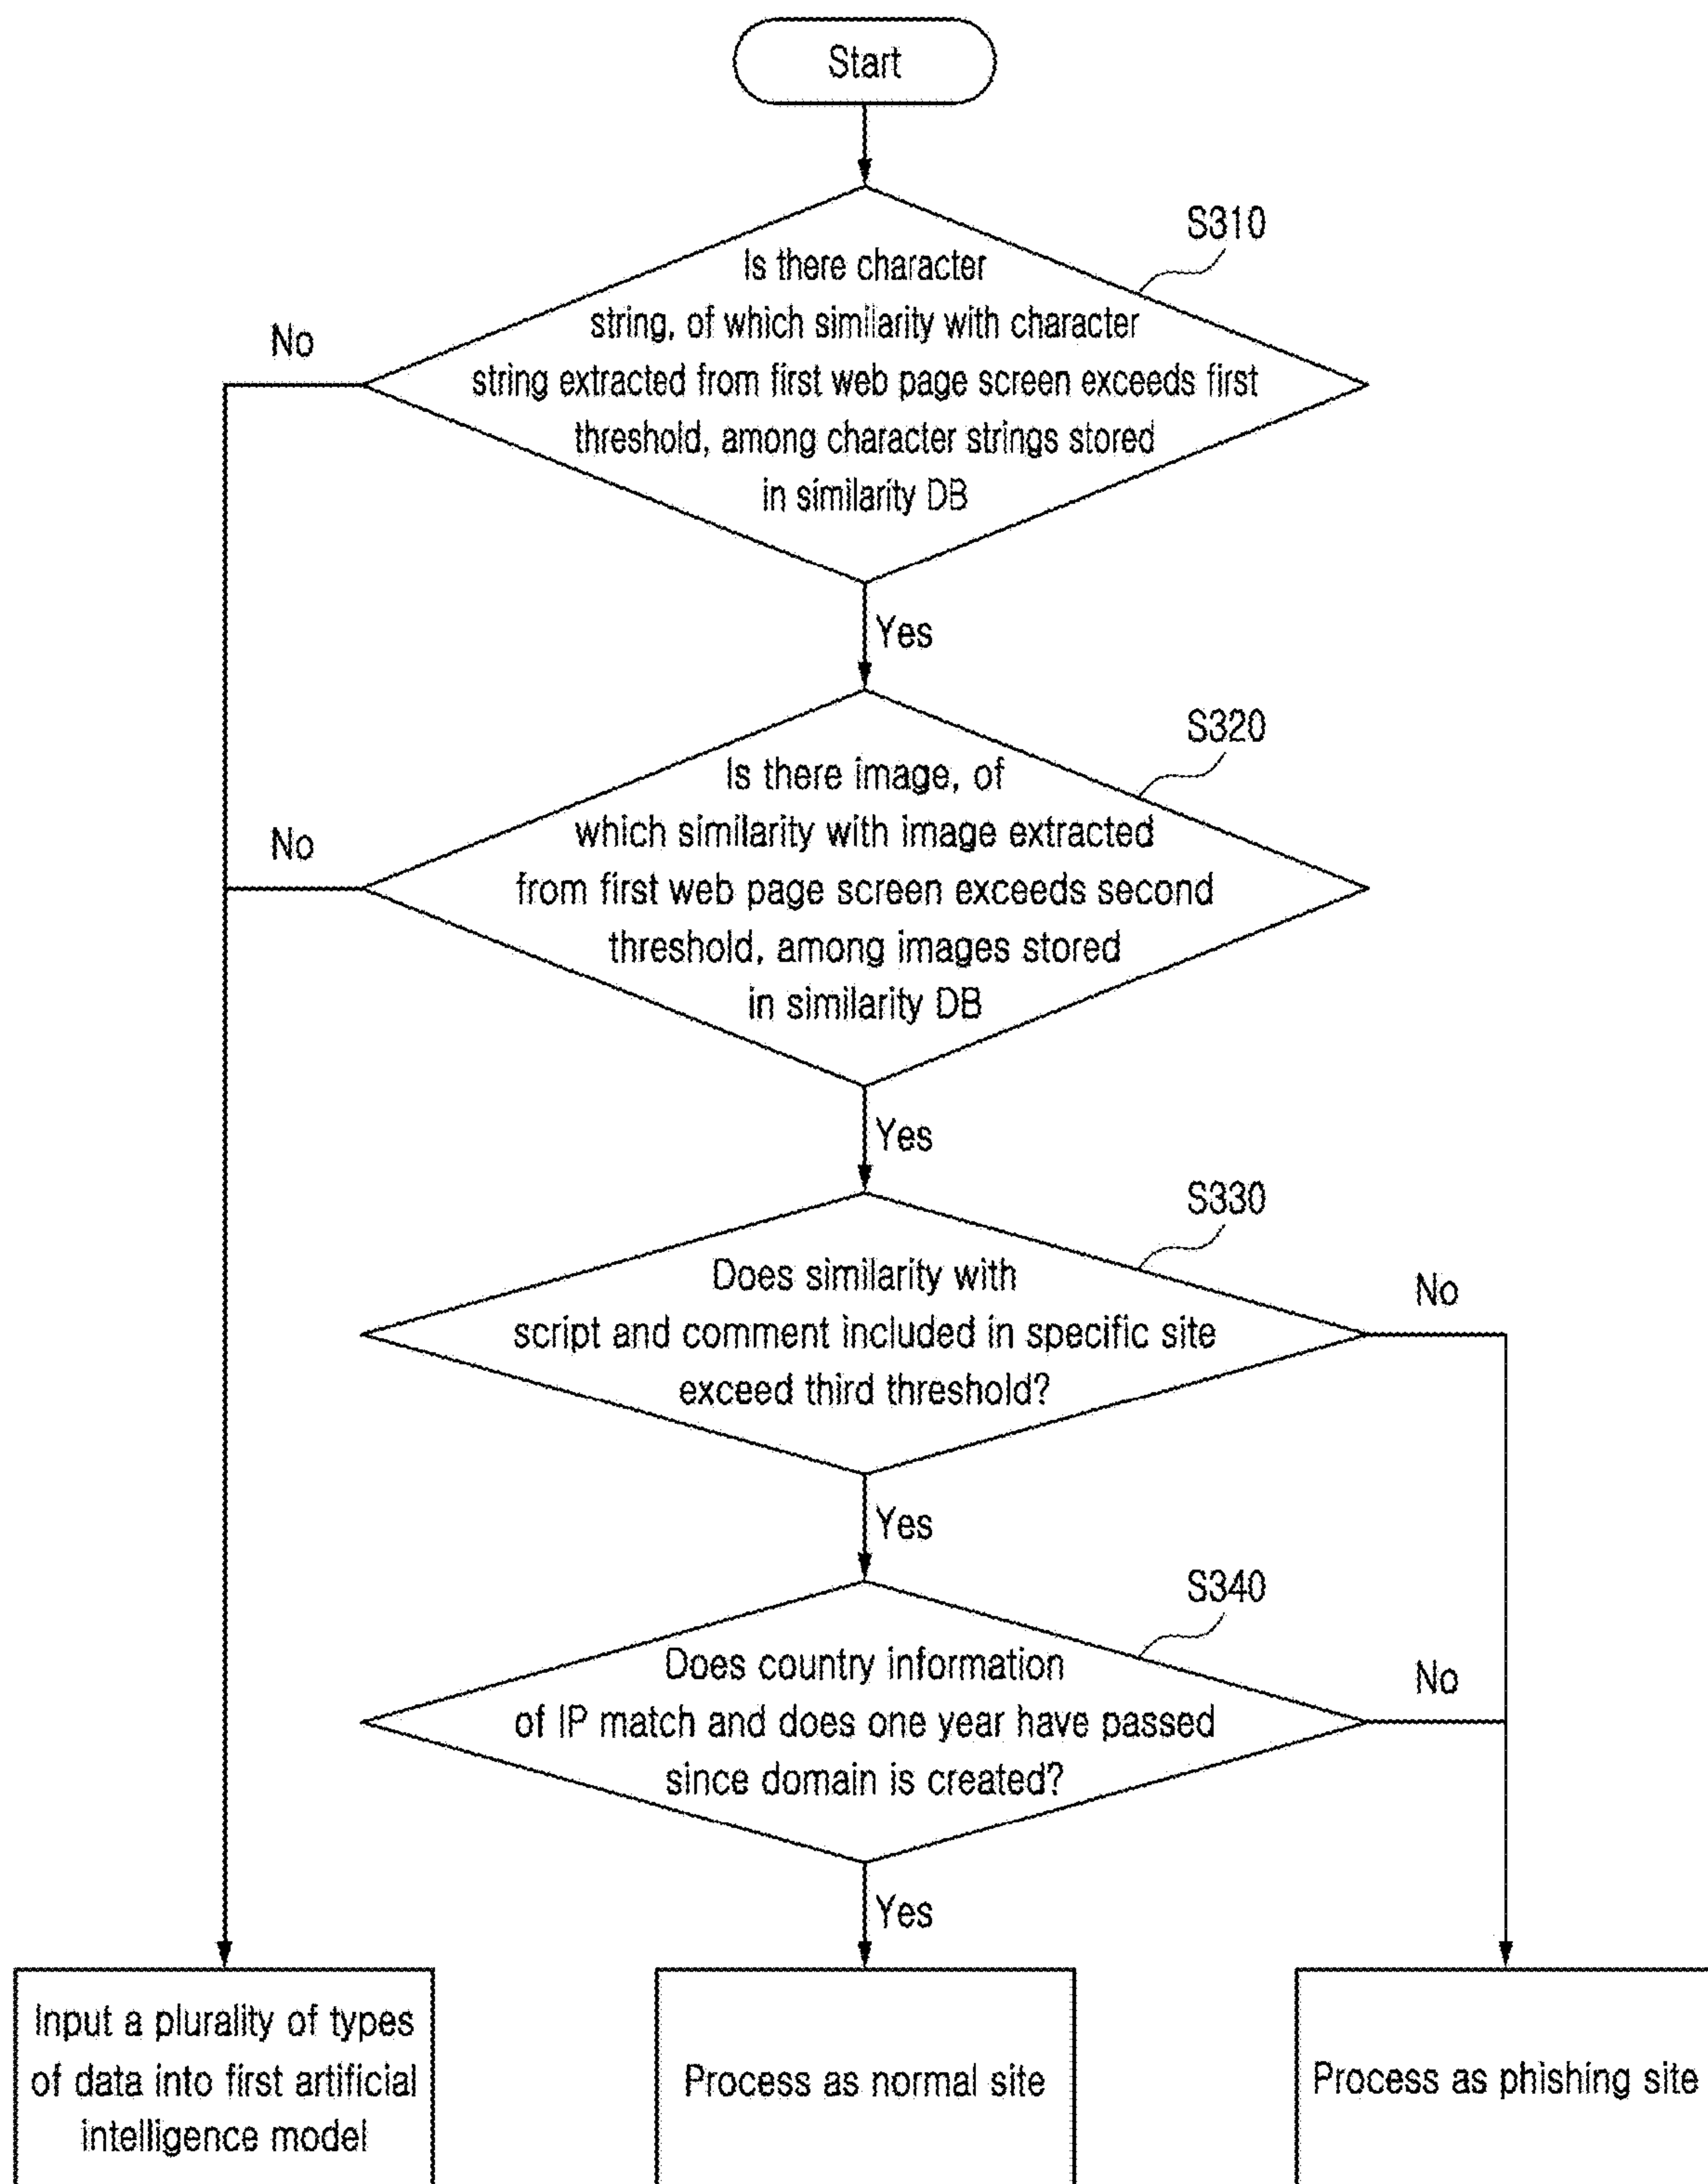 Start
S310
Is there character
string, of which similarity with character
string extracted from first web page screen exceeds first
threshold, among character strings stored
in similarity DB
No
Yes
S320
Is there image, of
which similarity with image extracted
from first web page screen exceeds second
threshold, among images stored
in similarity DB
No
Yes
S330
Does similarity with
script and comment included in specific site
exceed third threshold?
No
Yes
S340
Does country information
of IP match and does one year have passed
since domain is created?
No
Yes
Input a plurality of types
of data into first artificial
intelligence model
Process as normal site
Process as phishing site